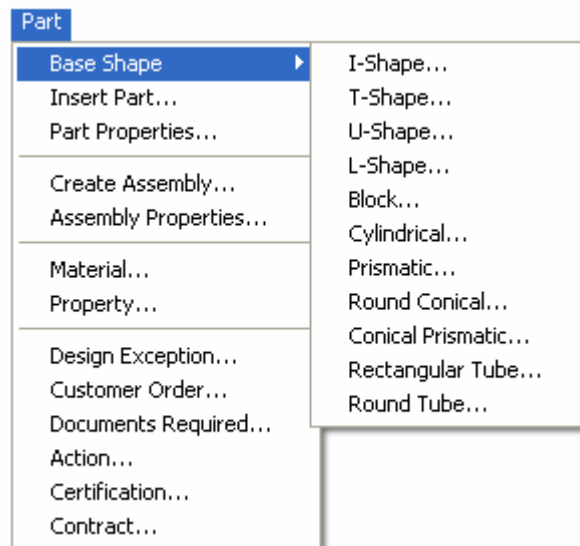 Part
Base Shape
Insert Part...
Part Properties...
Create Assembly...
Assembly Properties...
Material...
Property...
Design Exception...
Customer Order...
Documents Required...
Action...
Certification...
Contract...
I-Shape...
T-Shape...
U-Shape...
L-Shape...
Block...
Cylindrical...
Prismatic...
Round Conical...
Conical Prismatic...
Rectangular Tube...
Round Tube...